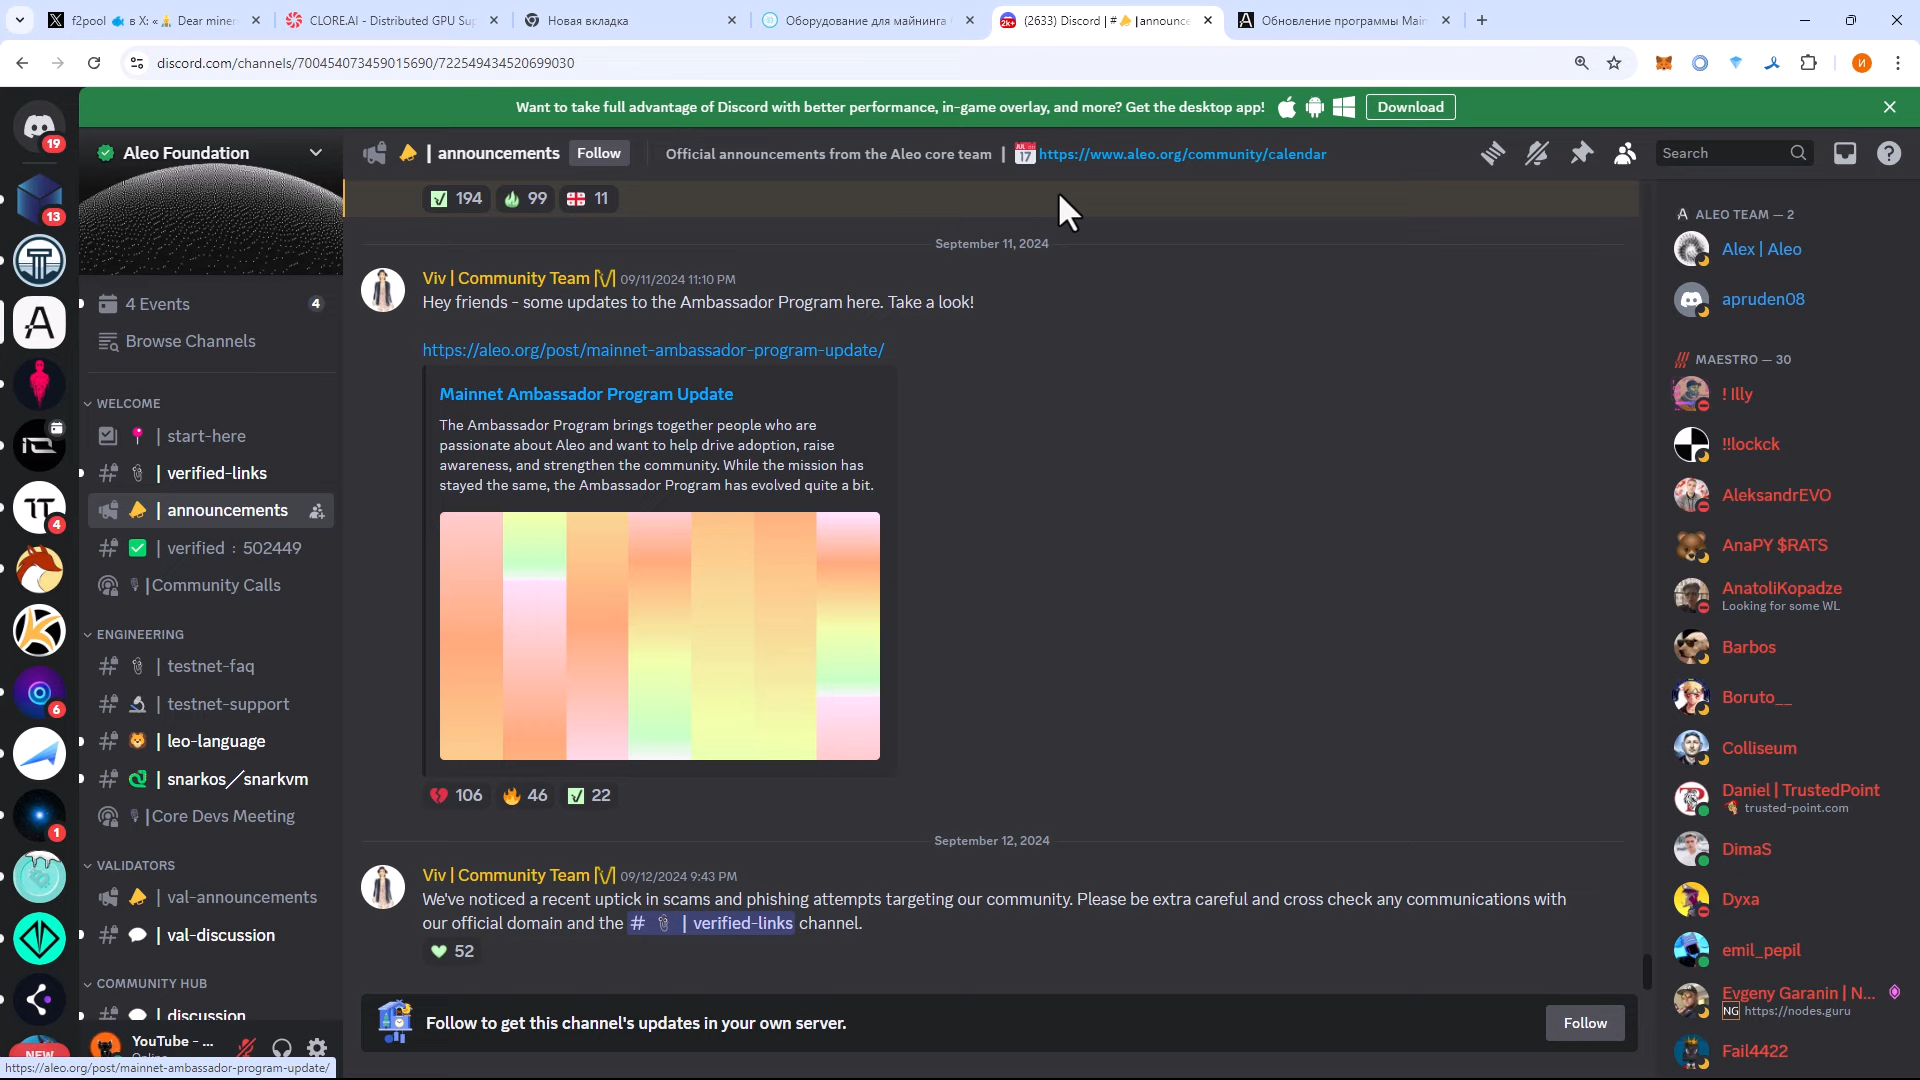 f2pool 🐟 в X: «🙏 Dear miner
CLORE.AI - Distributed GPU Sup
Новая вкладка
Оборудование для майнинга
(2633) Discord | #📣 |announce
Обновление программы Main
discord.com/channels/700454073459015690/722549434520699030
Want to take full advantage of Discord with better performance, in-game overlay, and more? Get the desktop app!
Download
19
13
4
6
1
NEW
Aleo Foundation
4 Events
4
Browse Channels
WELCOME
| start-here
| verified-links
| announcements
| verified : 502449
|Community Calls
ENGINEERING
| testnet-faq
| testnet-support
| leo-language
| snarkos/snarkvm
|Core Devs Meeting
VALIDATORS
| val-announcements
| val-discussion
COMMUNITY HUB
| discussion
YouTube - ...
Online
https://aleo.org/post/mainnet-ambassador-program-update/
| announcements
Follow
Official announcements from the Aleo core team | 📅 https://www.aleo.org/community/calendar
Search
194
99
11
September 11, 2024
Viv | Community Team 09/11/2024 11:10 PM
Hey friends - some updates to the Ambassador Program here. Take a look!
https://aleo.org/post/mainnet-ambassador-program-update/
Mainnet Ambassador Program Update
The Ambassador Program brings together people who are
passionate about Aleo and want to help drive adoption, raise
awareness, and strengthen the community. While the mission has
stayed the same, the Ambassador Program has evolved quite a bit.
106
46
22
September 12, 2024
Viv | Community Team 09/12/2024 9:43 PM
We've noticed a recent uptick in scams and phishing attempts targeting our community. Please be extra careful and cross check any communications with
our official domain and the # | verified-links channel.
52
Follow to get this channel's updates in your own server.
Follow
ALEO TEAM — 2
Alex | Aleo
apruden08
MAESTRO — 30
! Illy
!!lockck
AleksandrEVO
AnaPY $RATS
AnatoliKopadze
Looking for some WL
Barbos
Boruto__
Colliseum
Daniel | TrustedPoint
trusted-point.com
DimaS
Dyxa
emil_pepil
Evgeny Garanin | N...
NG https://nodes.guru
Fail4422